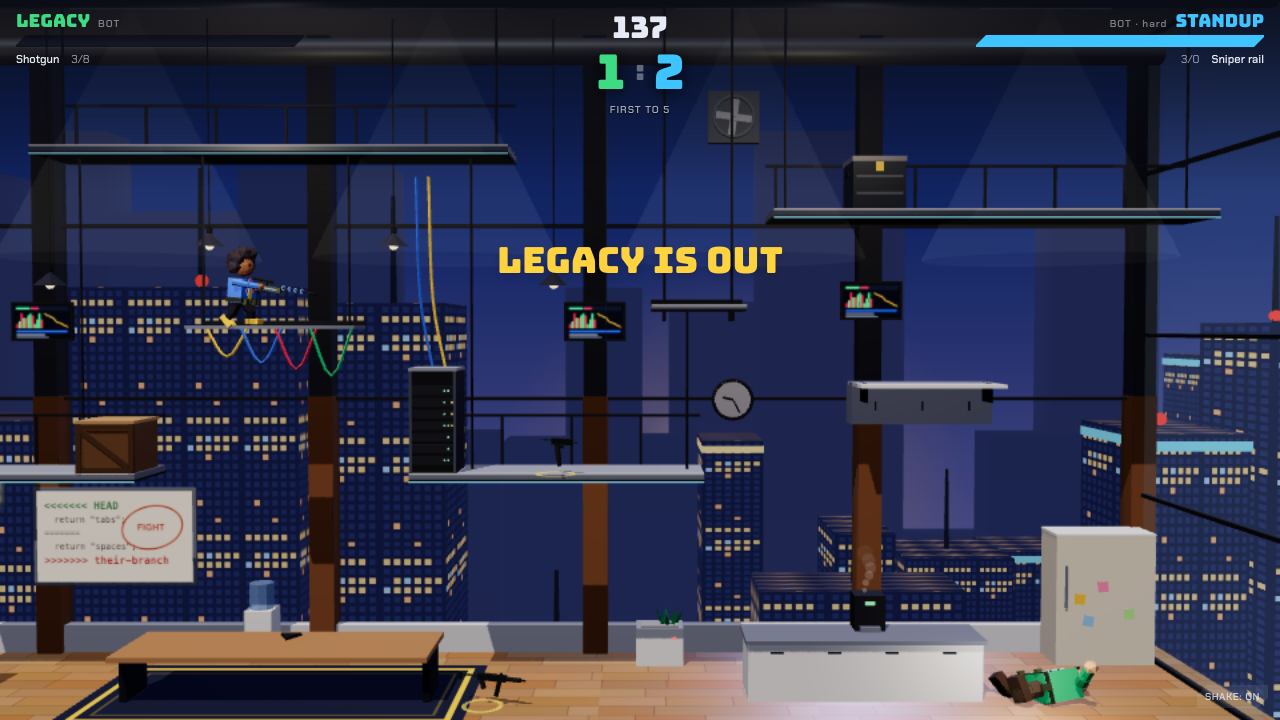 LEGACY BOT
137
BOT · hard STANDUP
Shotgun 3/8
1 : 2
3/0 Sniper rail
FIRST TO 5
LEGACY IS OUT
<<<<<<< HEAD
return "tabs";
=======
return "spaces";
>>>>>>> their-branch
FIGHT
SHAKE: ON